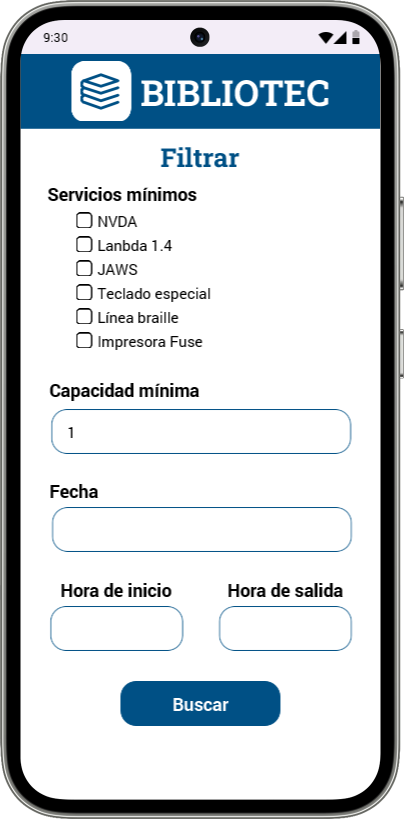 9:30
BIBLIOTEC
Filtrar
Servicios mínimos
NVDA
Lanbda 1.4
JAWS
Teclado especial
Línea braille
Impresora Fuse
Capacidad mínima
1
Fecha
Hora de inicio Hora de salida
Buscar